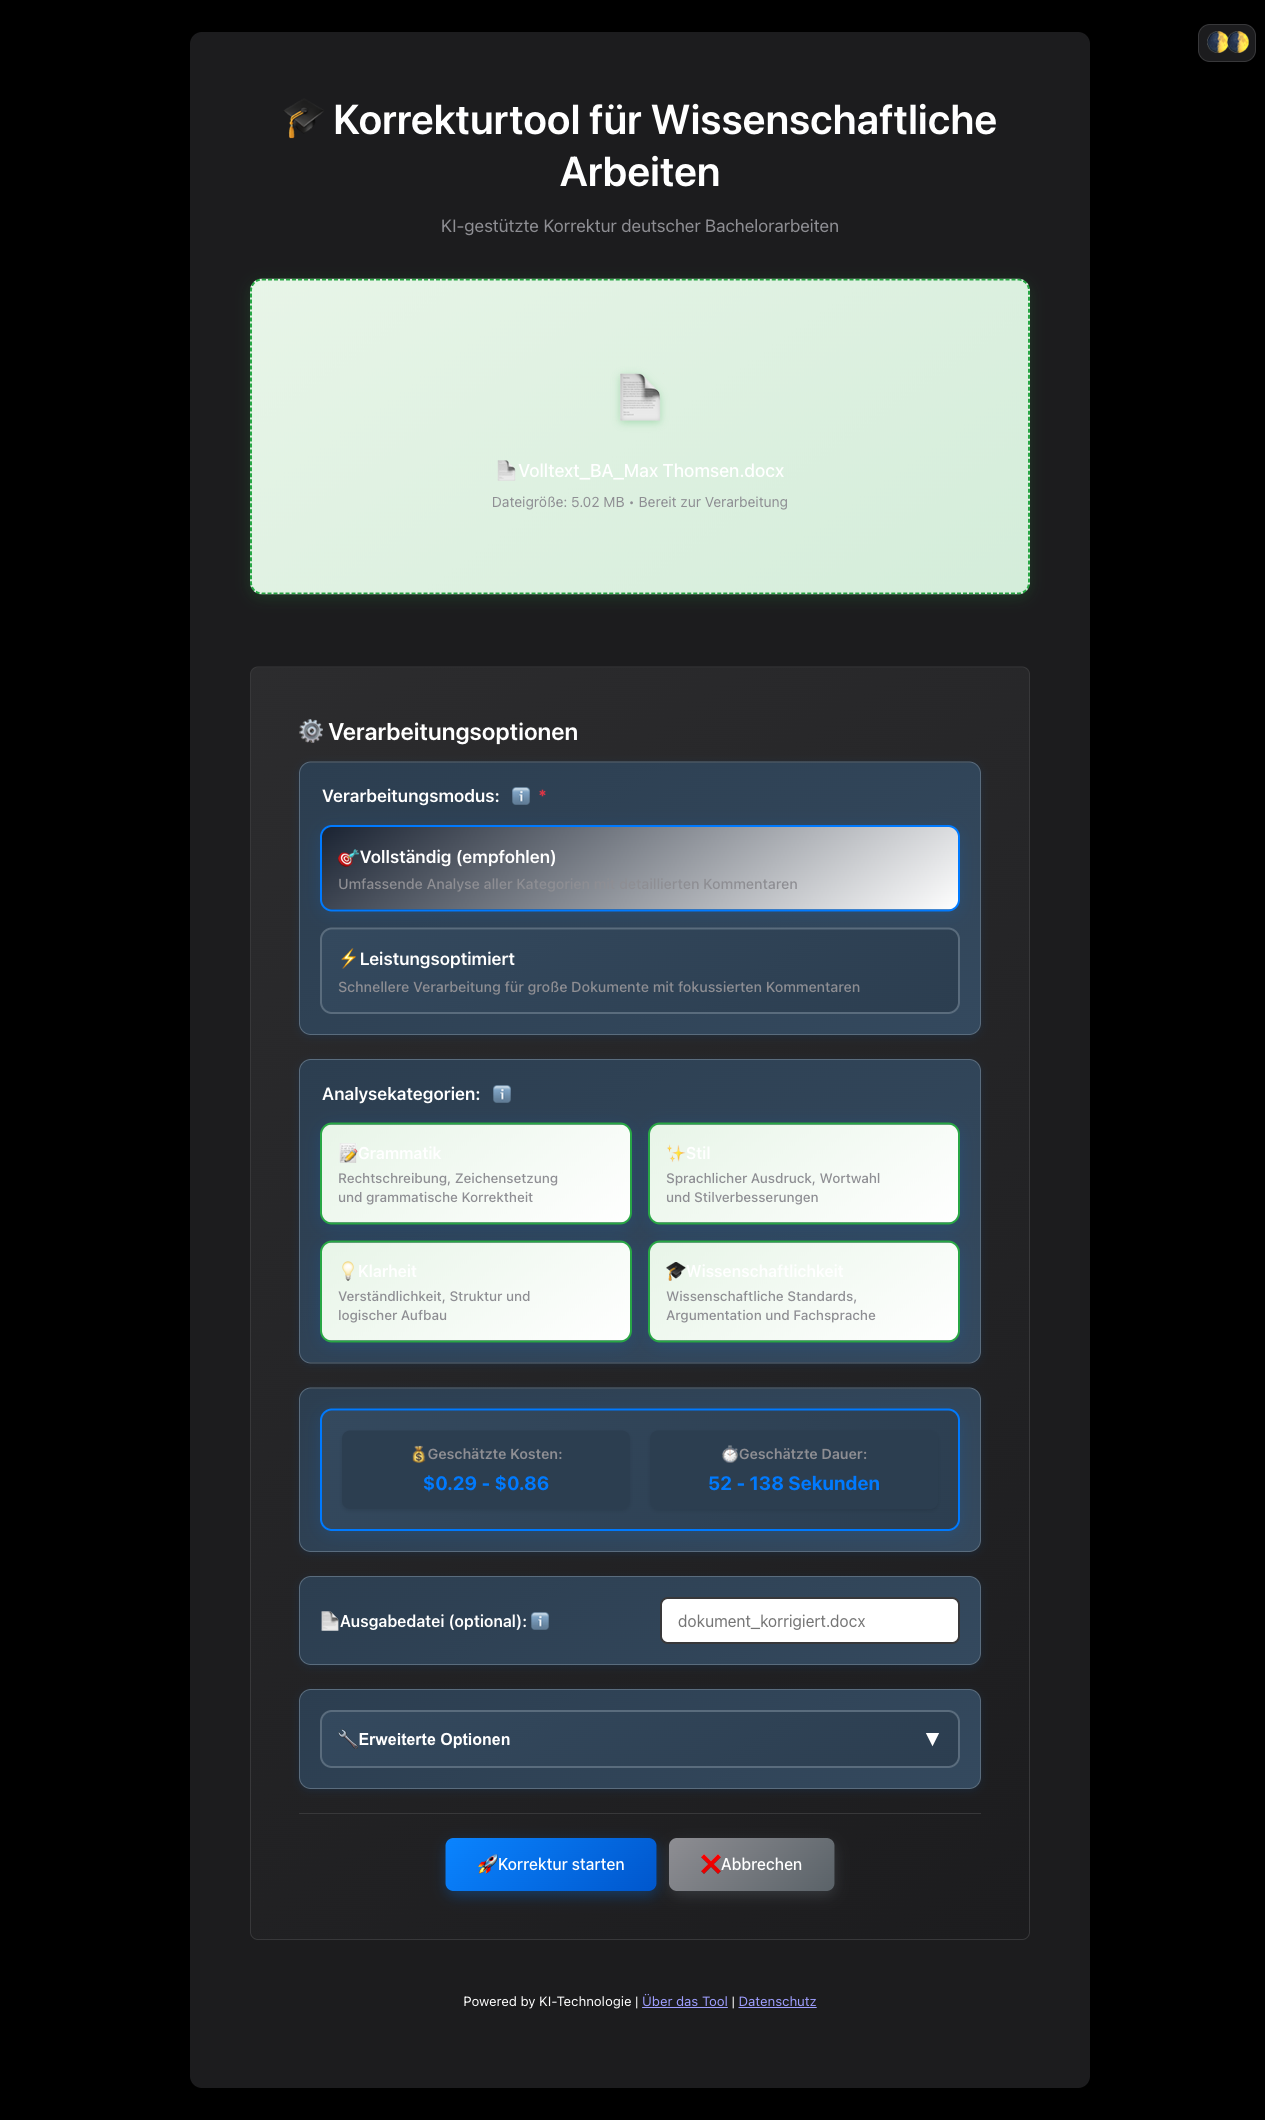 Korrekturtool für Wissenschaftliche
Arbeiten
KI-gestützte Korrektur deutscher Bachelorarbeiten
Volltext_BA_Max Thomsen.docx
Dateigröße: 5.02 MB • Bereit zur Verarbeitung
Verarbeitungsoptionen
Verarbeitungsmodus: ℹ️ *
Vollständig (empfohlen)
Umfassende Analyse aller Kategorien detaillierten Kommentaren
Leistungsoptimiert
Schnellere Verarbeitung für große Dokumente mit fokussierten Kommentaren
Analysekategorien: ℹ️
Grammatik
Rechtschreibung, Zeichensetzung
und grammatische Korrektheit
Stil
Sprachlicher Ausdruck, Wortwahl
und Stilverbesserungen
Klarheit
Verständlichkeit, Struktur und
logischer Aufbau
Wissenschaftlichkeit
Wissenschaftliche Standards,
Argumentation und Fachsprache
Geschätzte Kosten:
$0.29 - $0.86
Geschätzte Dauer:
52 - 138 Sekunden
Ausgabedatei (optional): ℹ️
dokument_korrigiert.docx
Erweiterte Optionen ▼
Korrektur starten
Abbrechen
Powered by KI-Technologie | Über das Tool | Datenschutz